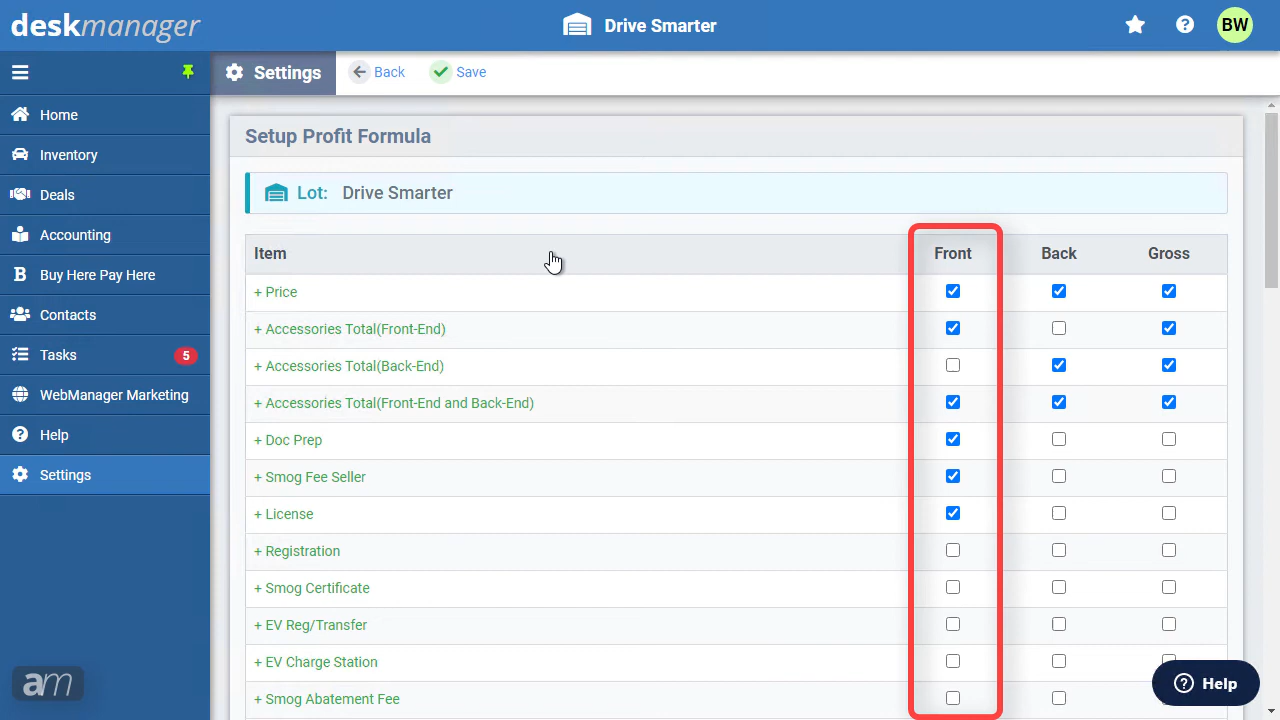 deskmanager
Drive Smarter
BW
Settings
Back
Save
Home
Inventory
Deals
Accounting
Buy Here Pay Here
Contacts
Tasks 5
WebManager Marketing
Help
Settings
am
Setup Profit Formula
Lot: Drive Smarter
Item Front Back Gross
+ Price
+ Accessories Total(Front-End)
+ Accessories Total(Back-End)
+ Accessories Total(Front-End and Back-End)
+ Doc Prep
+ Smog Fee Seller
+ License
+ Registration
+ Smog Certificate
+ EV Reg/Transfer
+ EV Charge Station
+ Smog Abatement Fee
Help